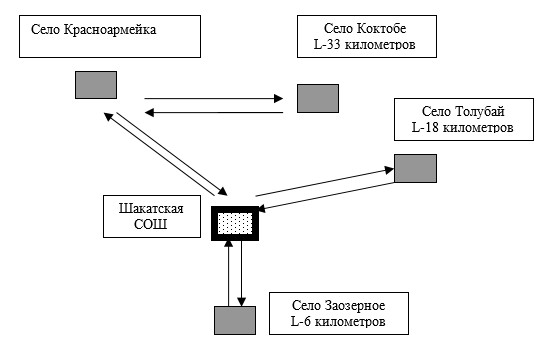 Село Красноармейка
Село Коктобе
L-33 километров
Село Толубай
L-18 километров
Шакатская
СОШ
Село Заозерное
L-6 километров